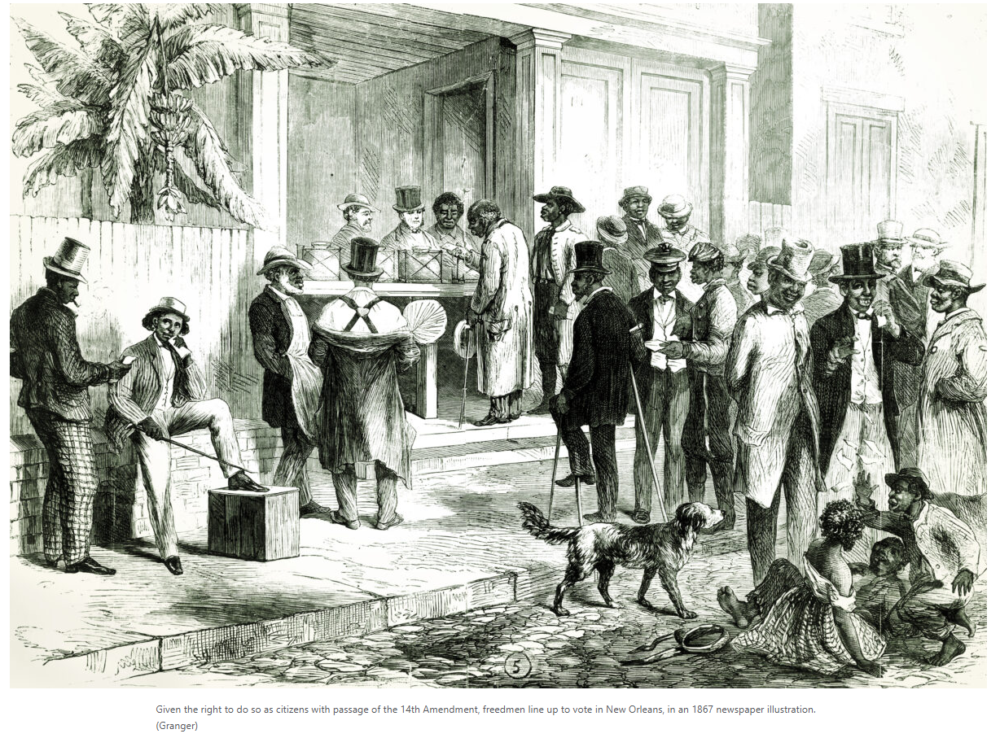 5
Given the right to do so as citizens with passage of the 14th Amendment, freedmen line up to vote in New Orleans, in an 1867 newspaper illustration.
(Granger)